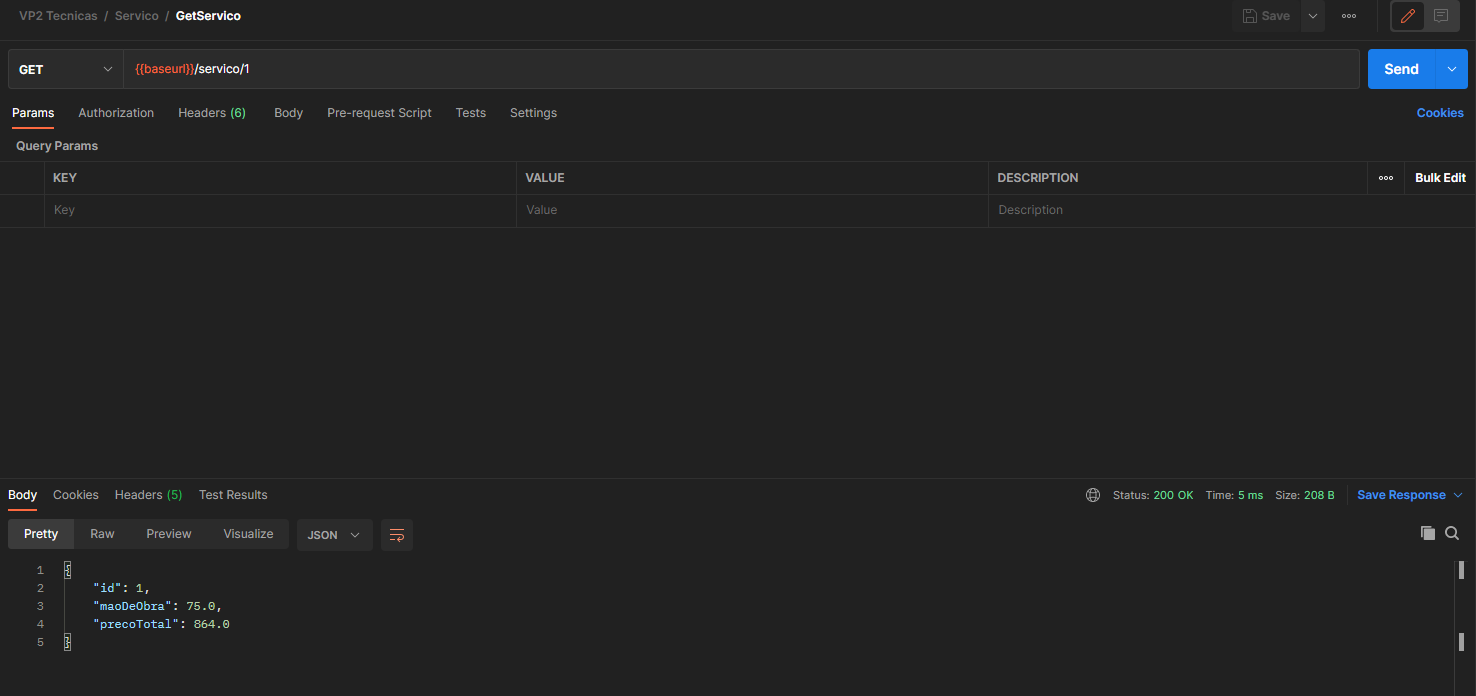 VP2 Tecnicas / Servico / GetServico Save
GET {{baseurl}}/servico/1 Send
Params Authorization Headers (6) Body Pre-request Script Tests Settings Cookies
Query Params
KEY VALUE DESCRIPTION Bulk Edit
Key Value Description
Body Cookies Headers (5) Test Results Status: 200 OK Time: 5 ms Size: 208 B Save Response
Pretty Raw Preview Visualize JSON
1 {
2 "id": 1,
3 "maoDeObra": 75.0,
4 "precoTotal": 864.0
5 }